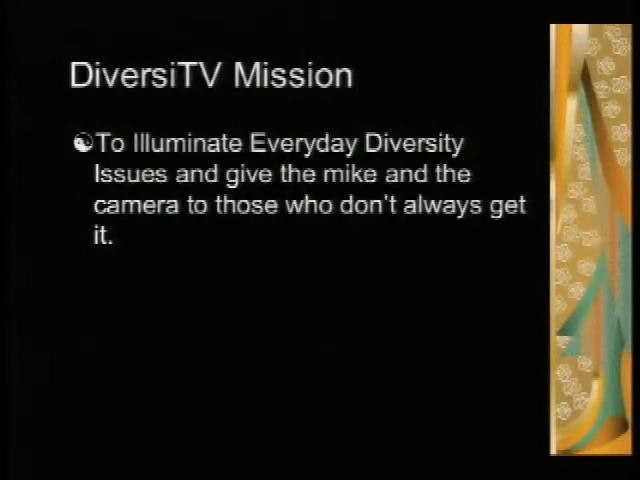 DiversiTV Mission
☯To Illuminate Everyday Diversity
Issues and give the mike and the
camera to those who don't always get
it.